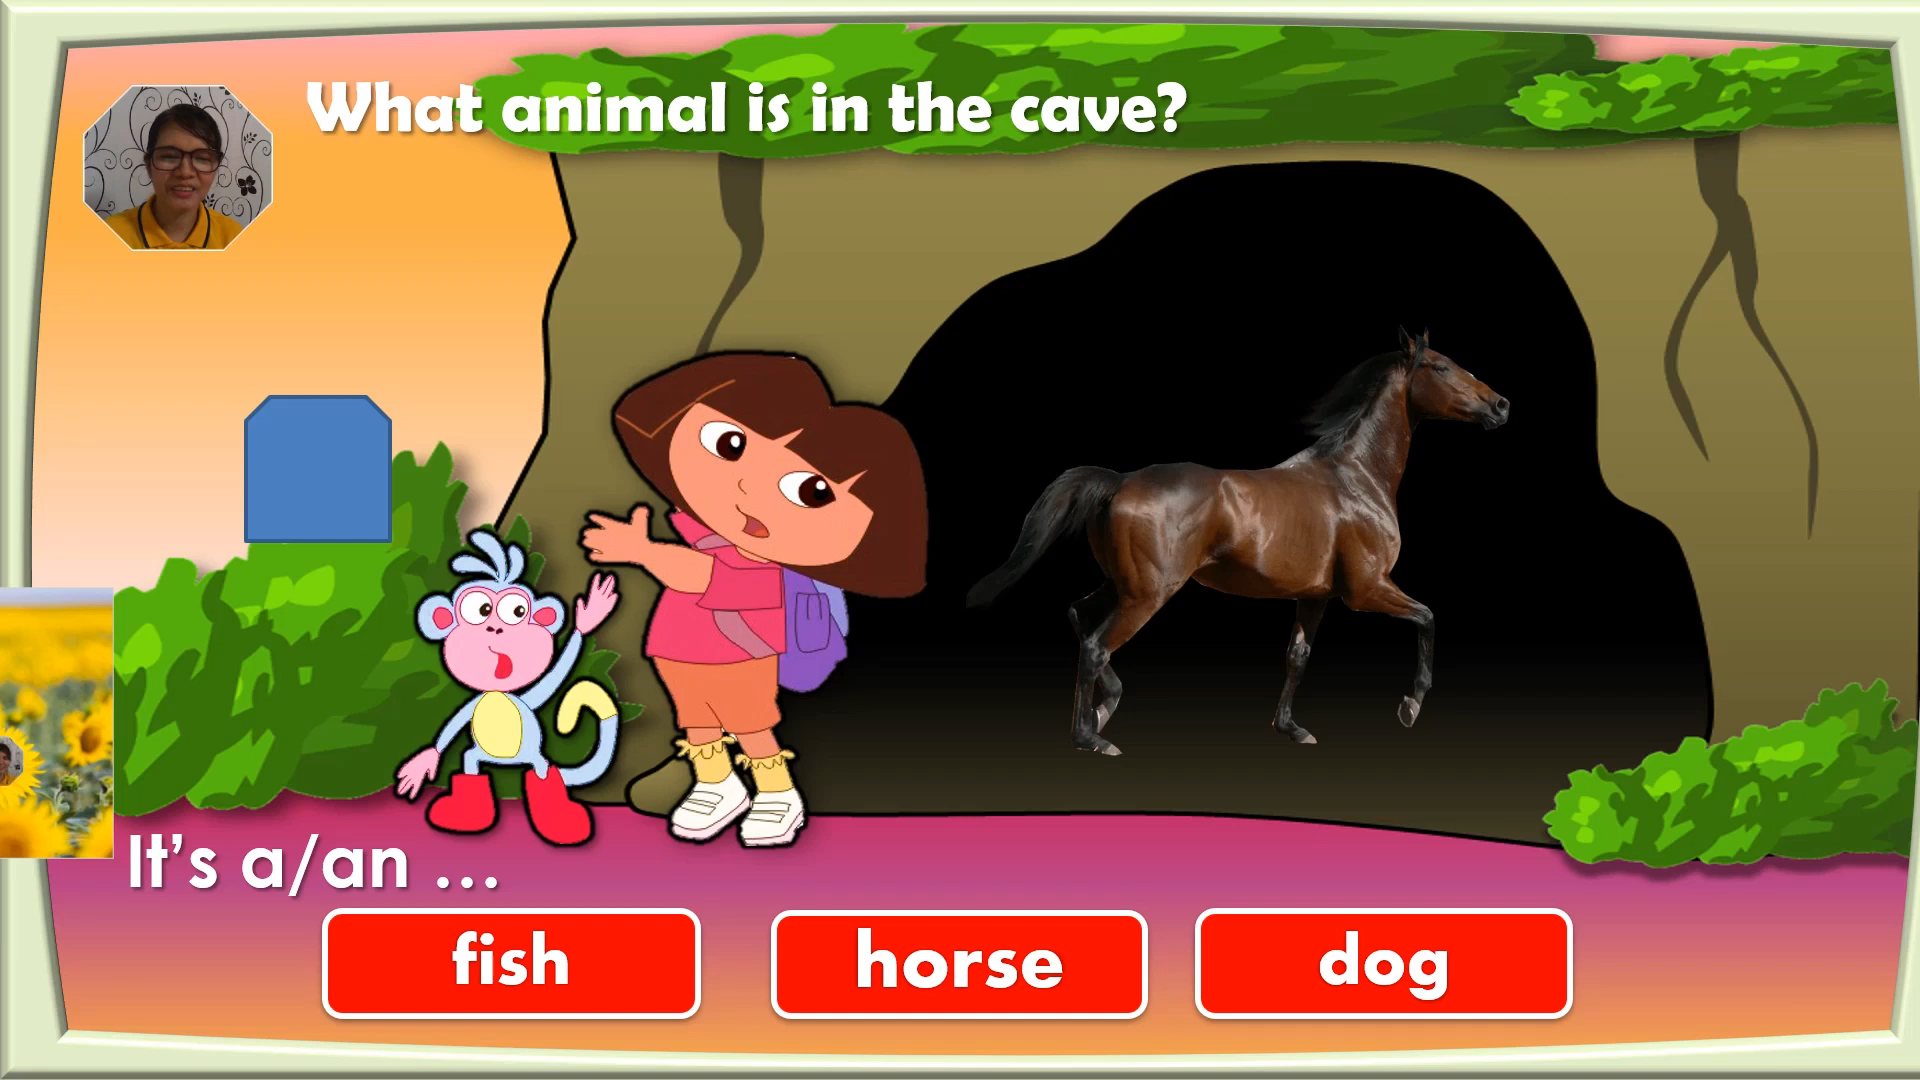 What animal is in the cave?
It's a/an ...
fish
horse
dog